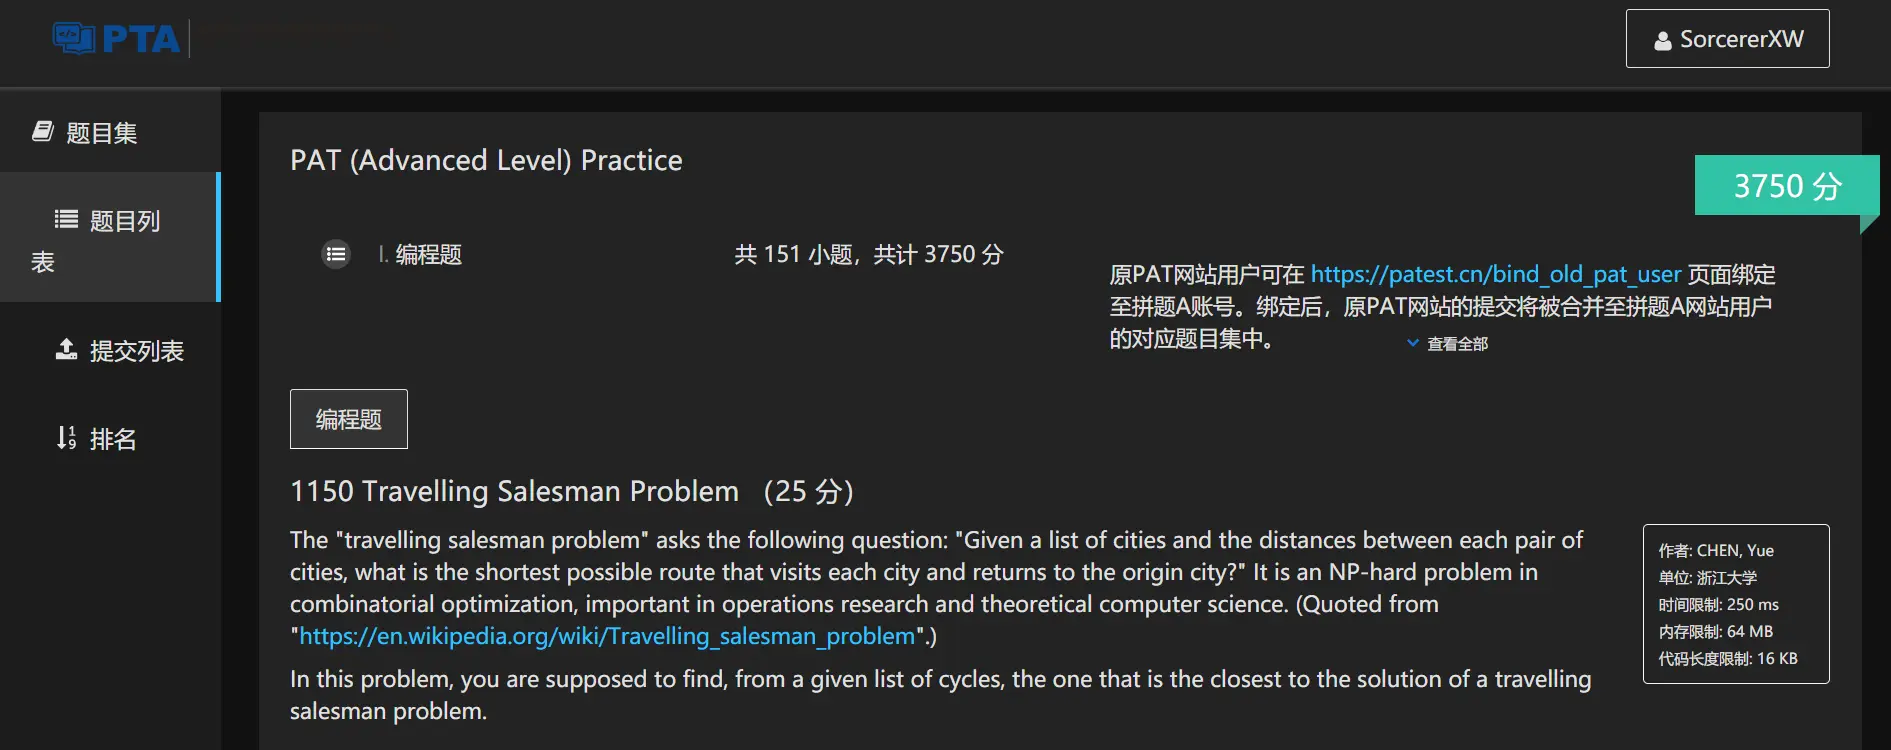 PTA
SorcererXW
题目集
题目列
表
提交列表
排名
PAT (Advanced Level) Practice
3750 分
I. 编程题
共 151 小题，共计 3750 分
原PAT网站用户可在 https://patest.cn/bind_old_pat_user 页面绑定
至拼题A账号。绑定后，原PAT网站的提交将被合并至拼题A网站用户
的对应题目集中。
查看全部
编程题
1150 Travelling Salesman Problem （25 分）
The "travelling salesman problem" asks the following question: "Given a list of cities and the distances between each pair of
cities, what is the shortest possible route that visits each city and returns to the origin city?" It is an NP-hard problem in
combinatorial optimization, important in operations research and theoretical computer science. (Quoted from
"https://en.wikipedia.org/wiki/Travelling_salesman_problem".)
In this problem, you are supposed to find, from a given list of cycles, the one that is the closest to the solution of a travelling
salesman problem.
作者: CHEN, Yue
单位: 浙江大学
时间限制: 250 ms
内存限制: 64 MB
代码长度限制: 16 KB